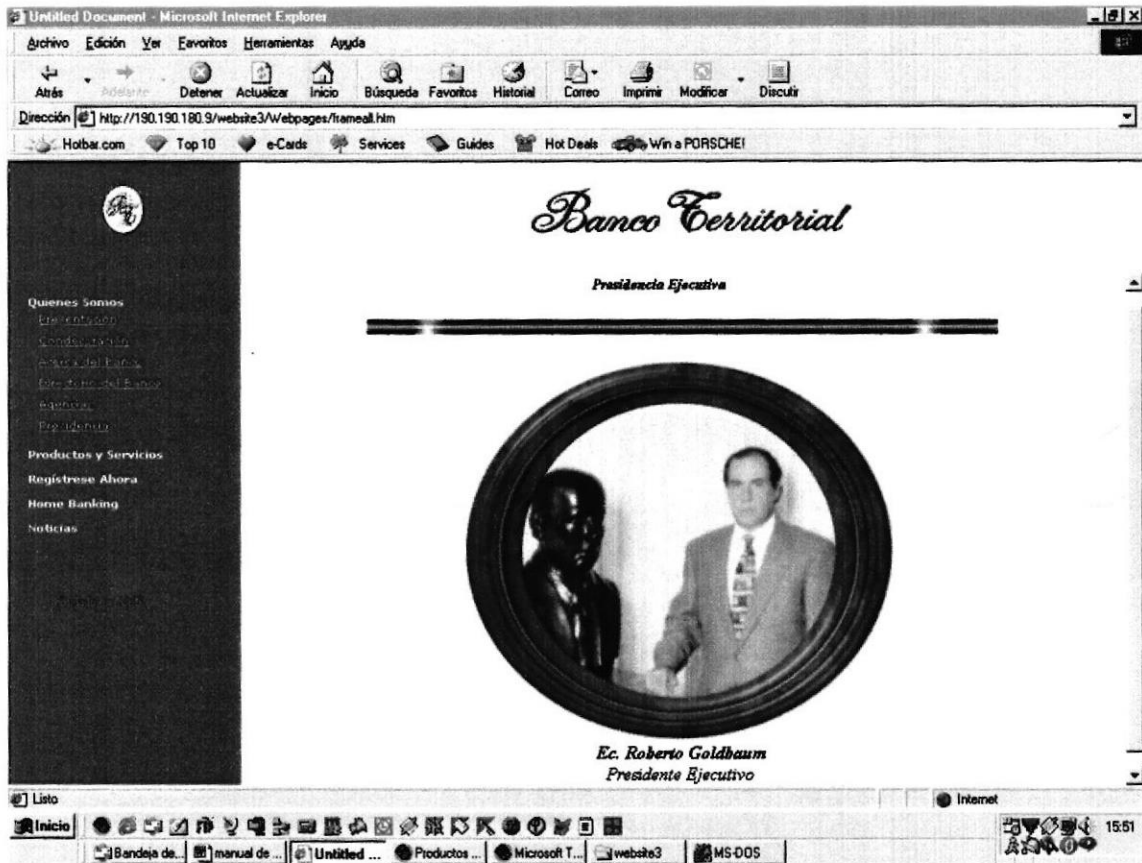 Untitled Document - Microsoft Internet Explorer
Archivo Edición Ver Favoritos Herramientas Ayuda
Atrás Adelante Detener Actualizar Inicio Búsqueda Favoritos Historial Correo Imprimir Modificar Discutir
Dirección http://190.190.180.9/website3/Webpages/frameall.htm
Hotbar.com Top 10 e-Cards Services Guides Hot Deals Win a PORSCHE!
Banco Territorial
Presidencia Ejecutiva
Quienes Somos
Presentación
Condecoración
Presidencia
Productos y Servicios
Regístrese Ahora
Home Banking
Noticias
Ec. Roberto Goldbaum
Presidente Ejecutivo
Listo Internet
Inicio 15:51
Bandeja de... manual de ... Untitled ... Productos ... Microsoft T... website3 MS-DOS